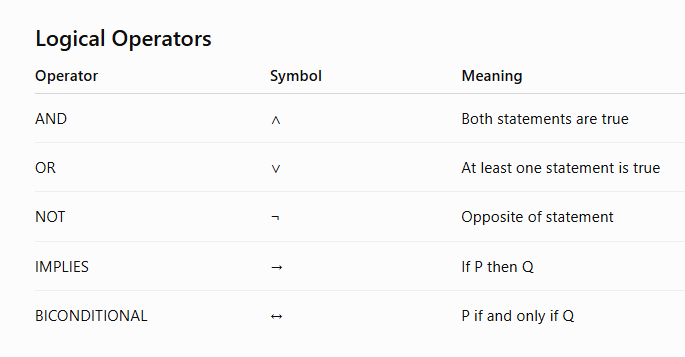 Logical Operators
Operator Symbol Meaning
AND ∧ Both statements are true
OR ∨ At least one statement is true
NOT ¬ Opposite of statement
IMPLIES → If P then Q
BICONDITIONAL ↔ P if and only if Q